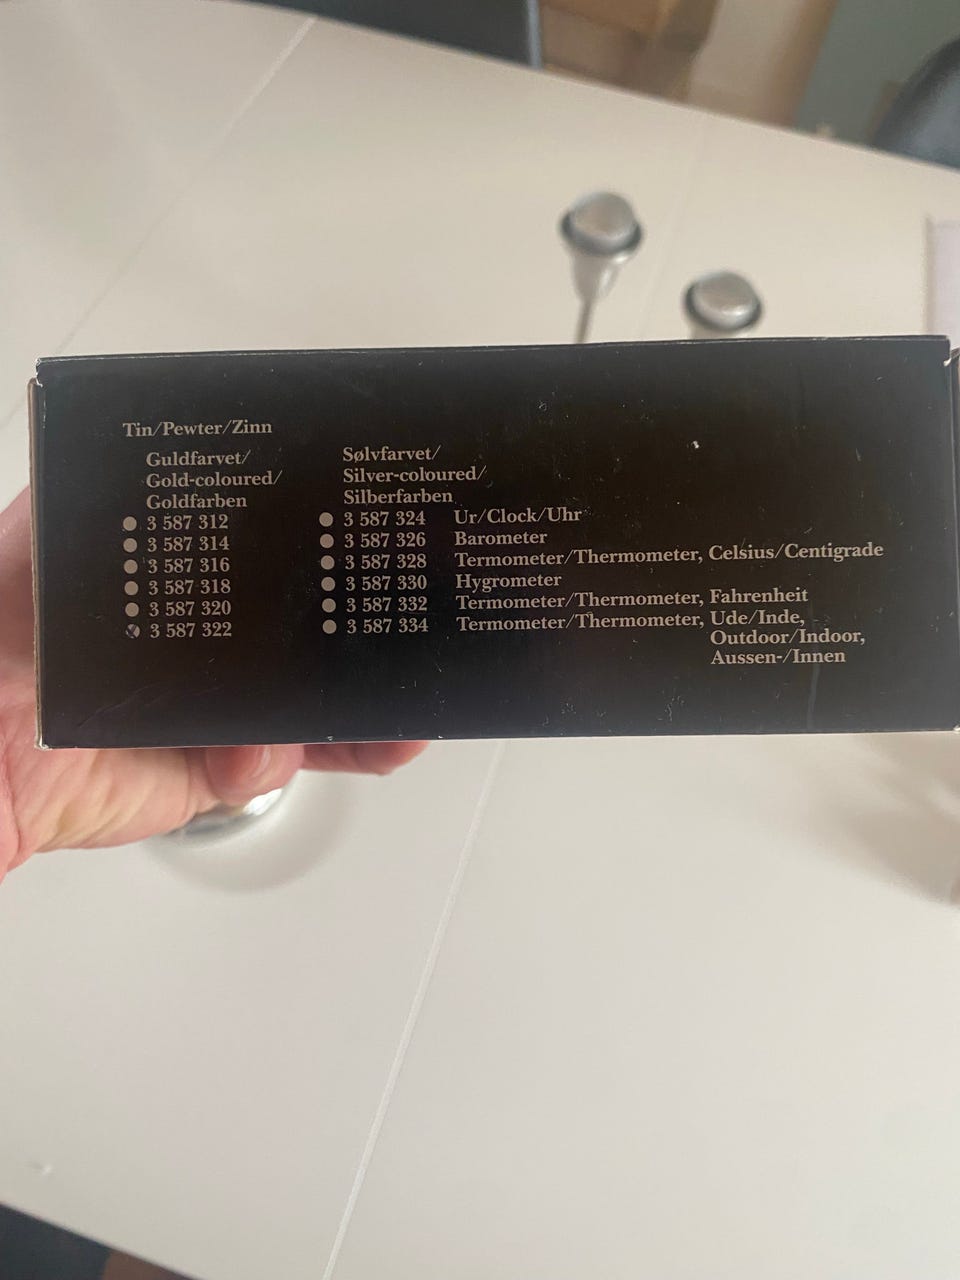 Tin/Pewter/Zinn
Guldfarvet/ Sølvfarvet/
Gold-coloured/ Silver-coloured/
Goldfarben Silberfarben
3 587 312 3 587 324 Ur/Clock/Uhr
3 587 314 3 587 326 Barometer
3 587 316 3 587 328 Termometer/Thermometer, Celsius/Centigrade
3 587 318 3 587 330 Hygrometer
3 587 320 3 587 332 Termometer/Thermometer, Fahrenheit
3 587 322 3 587 334 Termometer/Thermometer, Ude/Inde,
Outdoor/Indoor,
Aussen-/Innen